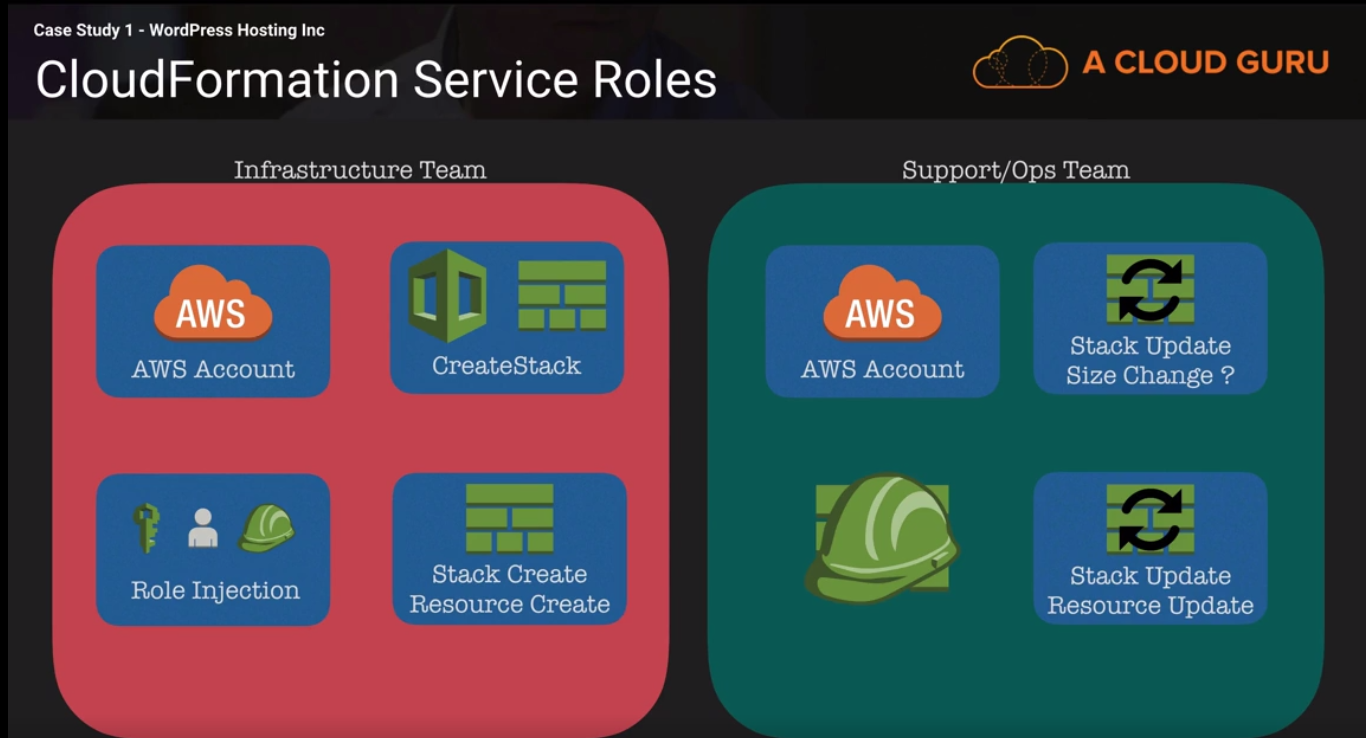 Case Study 1 - WordPress Hosting Inc
CloudFormation Service Roles
A CLOUD GURU
Infrastructure Team
AWS
AWS Account
CreateStack
Role Injection
Stack Create
Resource Create
Support/Ops Team
AWS
AWS Account
Stack Update
Size Change ?
Stack Update
Resource Update